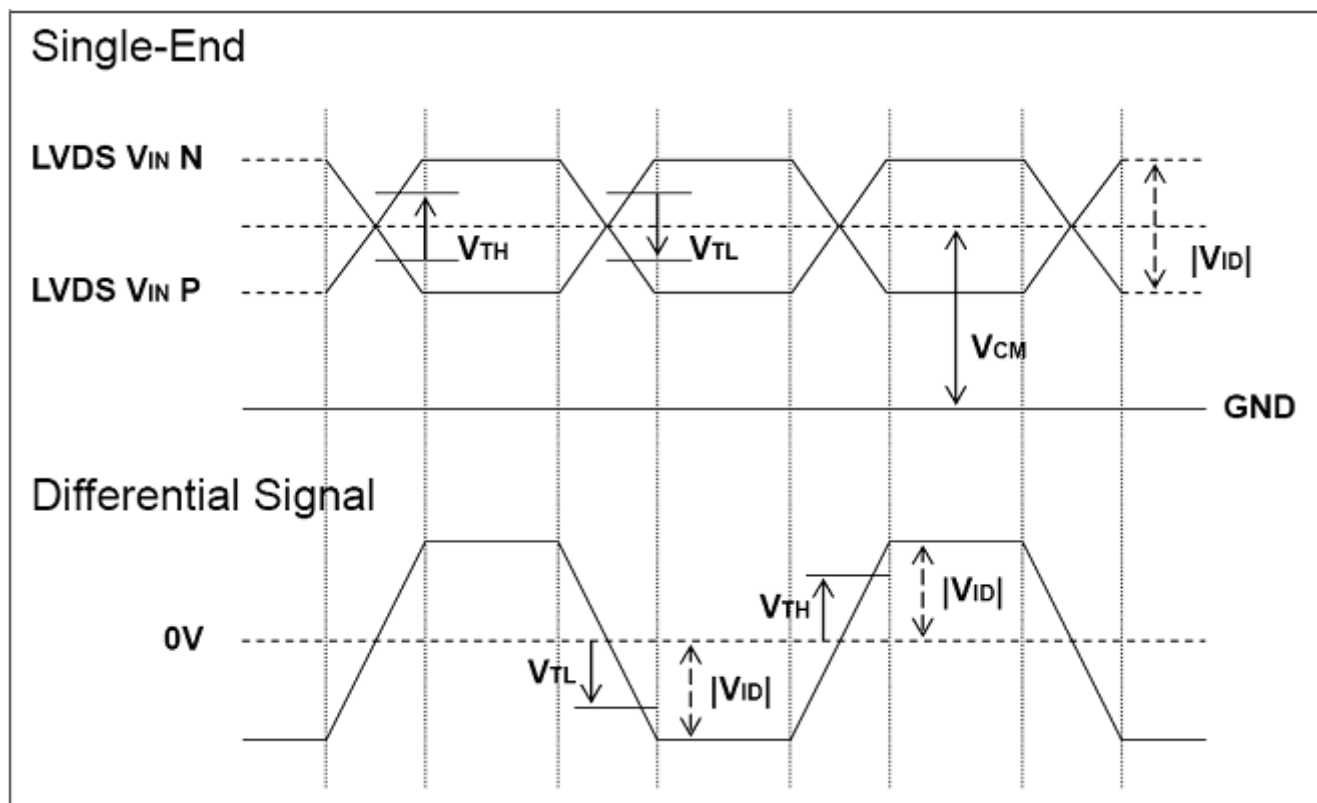 Single-End
LVDS VIN N
VTH
VTL
|VID|
LVDS VIN P
VCM
GND
Differential Signal
VTH
|VID|
0V
VTL
|VID|